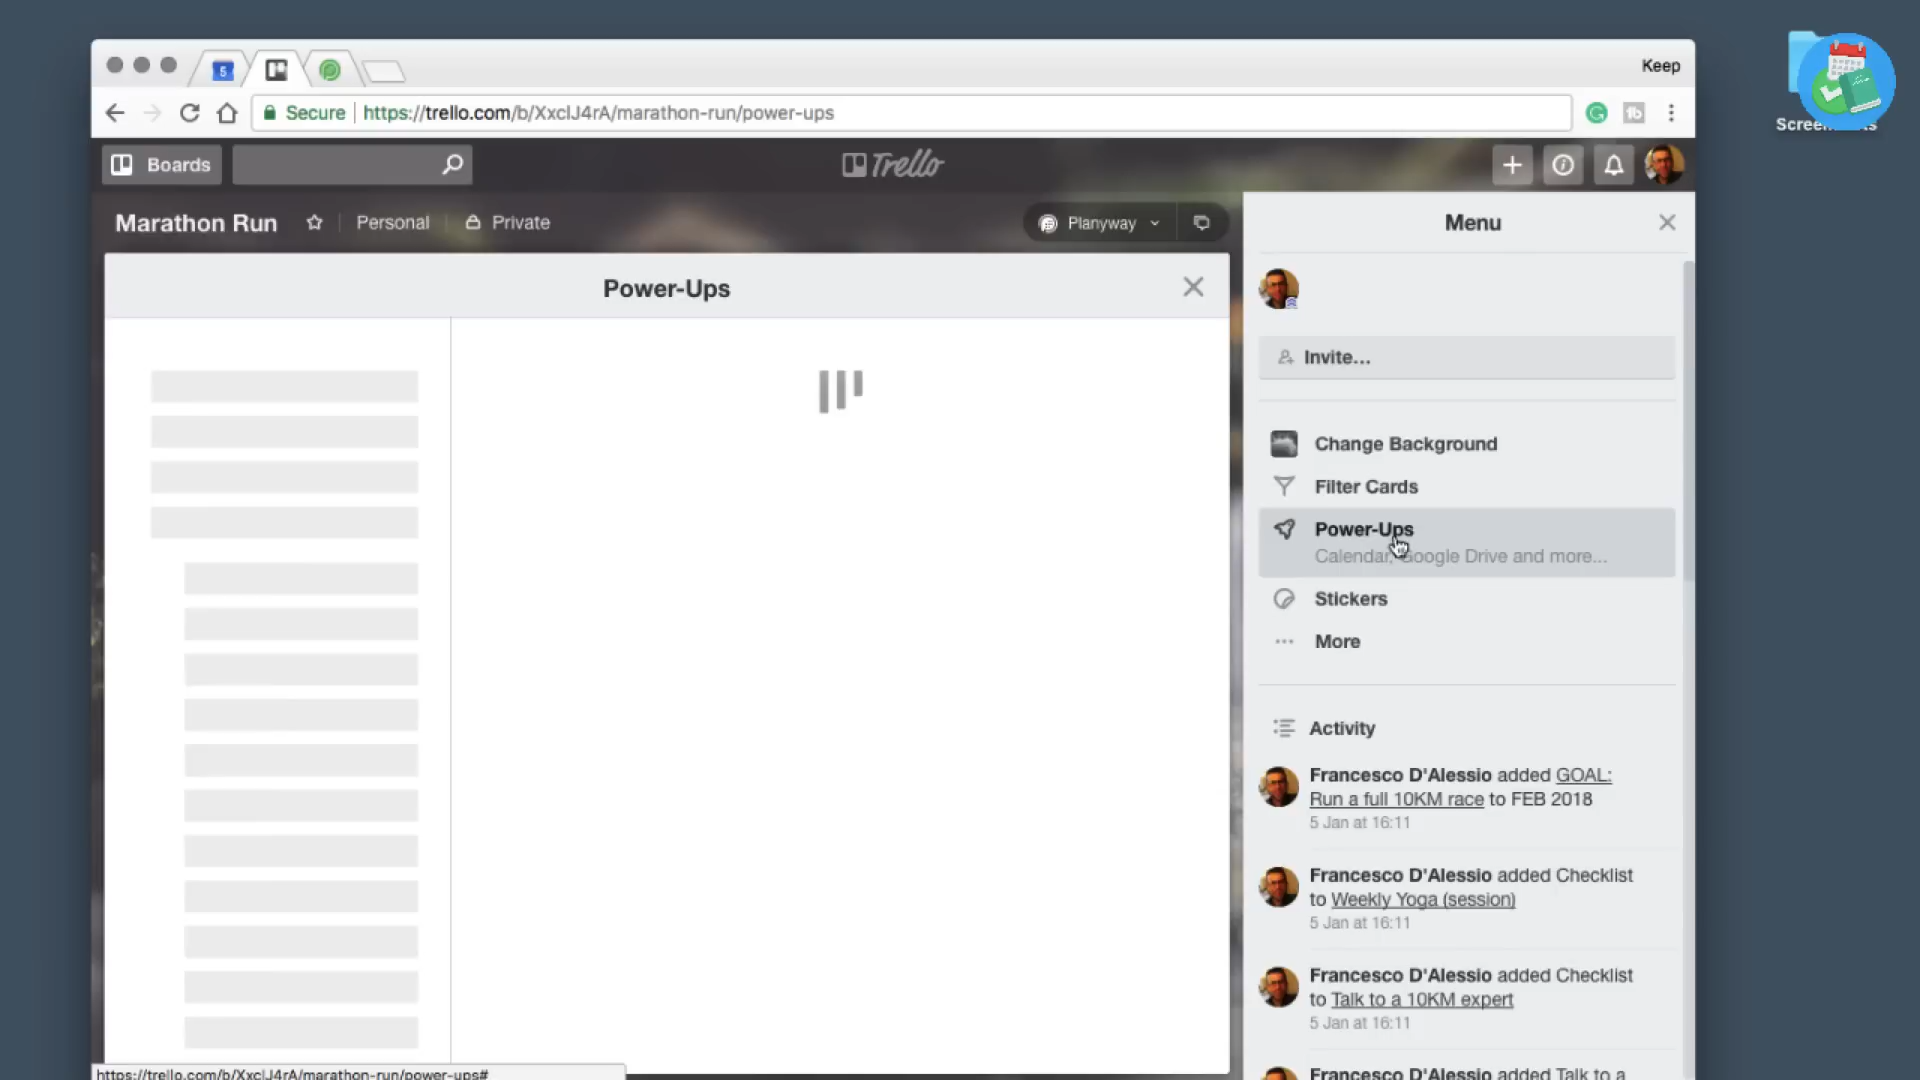 Keep
5
Secure
https://trello.com/b/XxclJ4rA/marathon-run/power-ups
Boards
Trello
Marathon Run
Personal
Private
Planyway
Menu
Power-Ups
Invite...
Change Background
Filter Cards
Power-Ups
Calendar, Google Drive and more...
Stickers
More
Activity
Francesco D'Alessio added GOAL:
Run a full 10KM race to FEB 2018
5 Jan at 16:11
Francesco D'Alessio added Checklist
to Weekly Yoga (session)
5 Jan at 16:11
Francesco D'Alessio added Checklist
to Talk to a 10KM expert
5 Jan at 16:11
Francesco D'Alessio added Talk to a
https://trello.com/b/XxclJ4rA/marathon-run/power-ups#